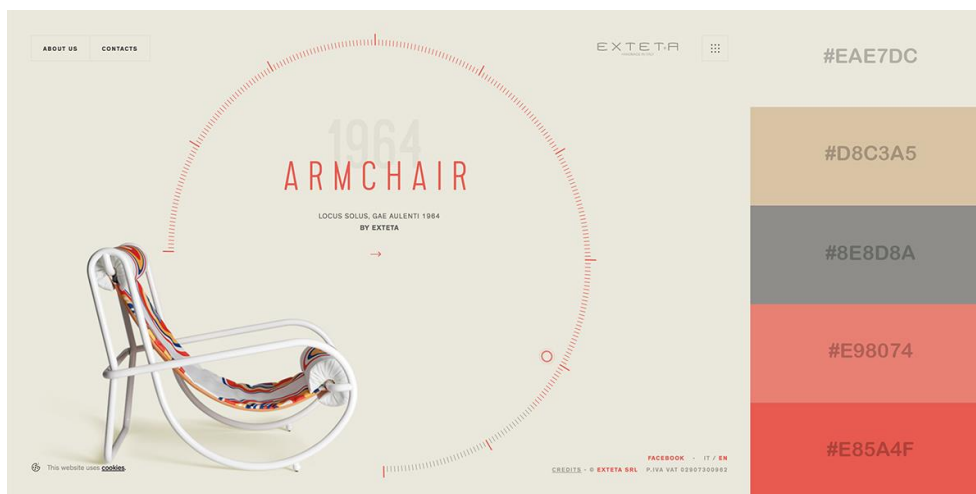 ABOUT US
CONTACTS
EXTETA
#EAE7DC
1964
ARMCHAIR
#D8C3A5
LOCUS SOLUS, GAE AULENTI 1964
BY EXTETA
→
#8E8D8A
#E98074
#E85A4F
This website uses cookies.
FACEBOOK - IT / EN
CREDITS - © EXTETA SRL P.IVA VAT 02907300982